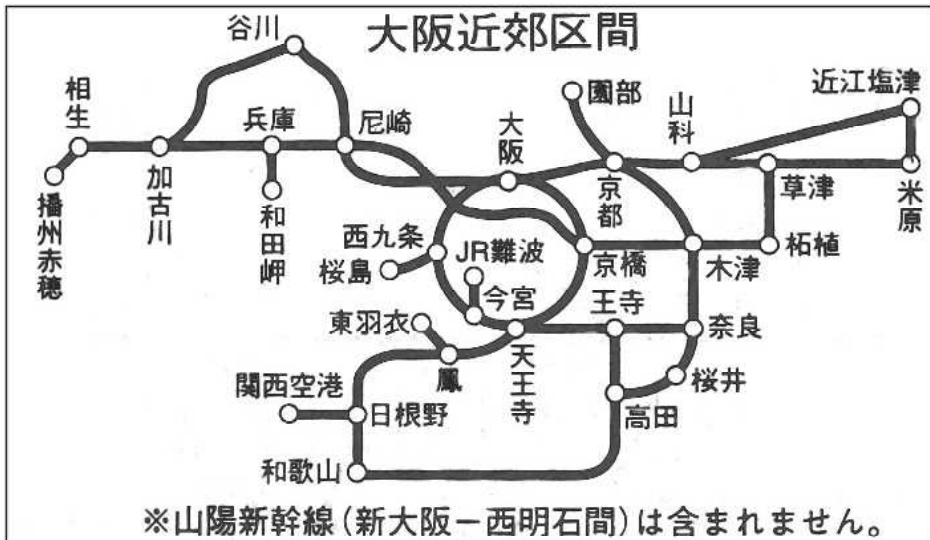 大阪近郊区間
谷川
相生
兵庫
尼崎
大阪
園部
山科
近江塩津
播州赤穂
加古川
和田岬
京都
草津
米原
西九条
桜島
JR難波
今宮
京橋
木津
柘植
東羽衣
鳳
天王寺
王寺
奈良
桜井
高田
関西空港
日根野
和歌山
※山陽新幹線(新大阪－西明石間)は含まれません。